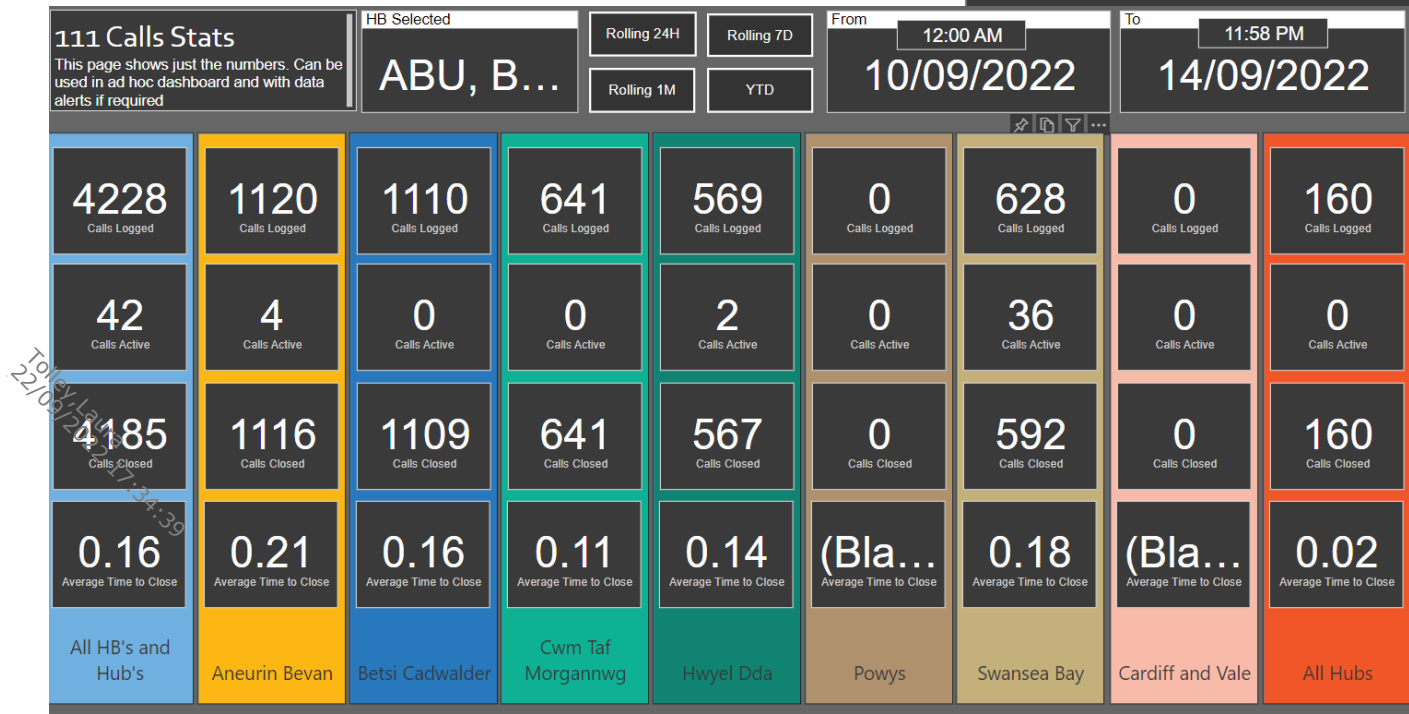 111 Calls Stats
This page shows just the numbers. Can be
used in ad hoc dashboard and with data
alerts if required
HB Selected
ABU, B...
Rolling 24H
Rolling 7D
Rolling 1M
YTD
From
12:00 AM
10/09/2022
To
11:58 PM
14/09/2022
4228
Calls Logged
1120
Calls Logged
1110
Calls Logged
641
Calls Logged
569
Calls Logged
0
Calls Logged
628
Calls Logged
0
Calls Logged
160
Calls Logged
42
Calls Active
4
Calls Active
0
Calls Active
0
Calls Active
2
Calls Active
0
Calls Active
36
Calls Active
0
Calls Active
0
Calls Active
4185
Calls Closed
1116
Calls Closed
1109
Calls Closed
641
Calls Closed
567
Calls Closed
0
Calls Closed
592
Calls Closed
0
Calls Closed
160
Calls Closed
0.16
Average Time to Close
0.21
Average Time to Close
0.16
Average Time to Close
0.11
Average Time to Close
0.14
Average Time to Close
(Bla...
Average Time to Close
0.18
Average Time to Close
(Bla...
Average Time to Close
0.02
Average Time to Close
All HB's and
Hub's
Aneurin Bevan
Betsi Cadwalder
Cwm Taf
Morgannwg
Hwyel Dda
Powys
Swansea Bay
Cardiff and Vale
All Hubs
Tolley, Laura
22/09/2022 17:34:39